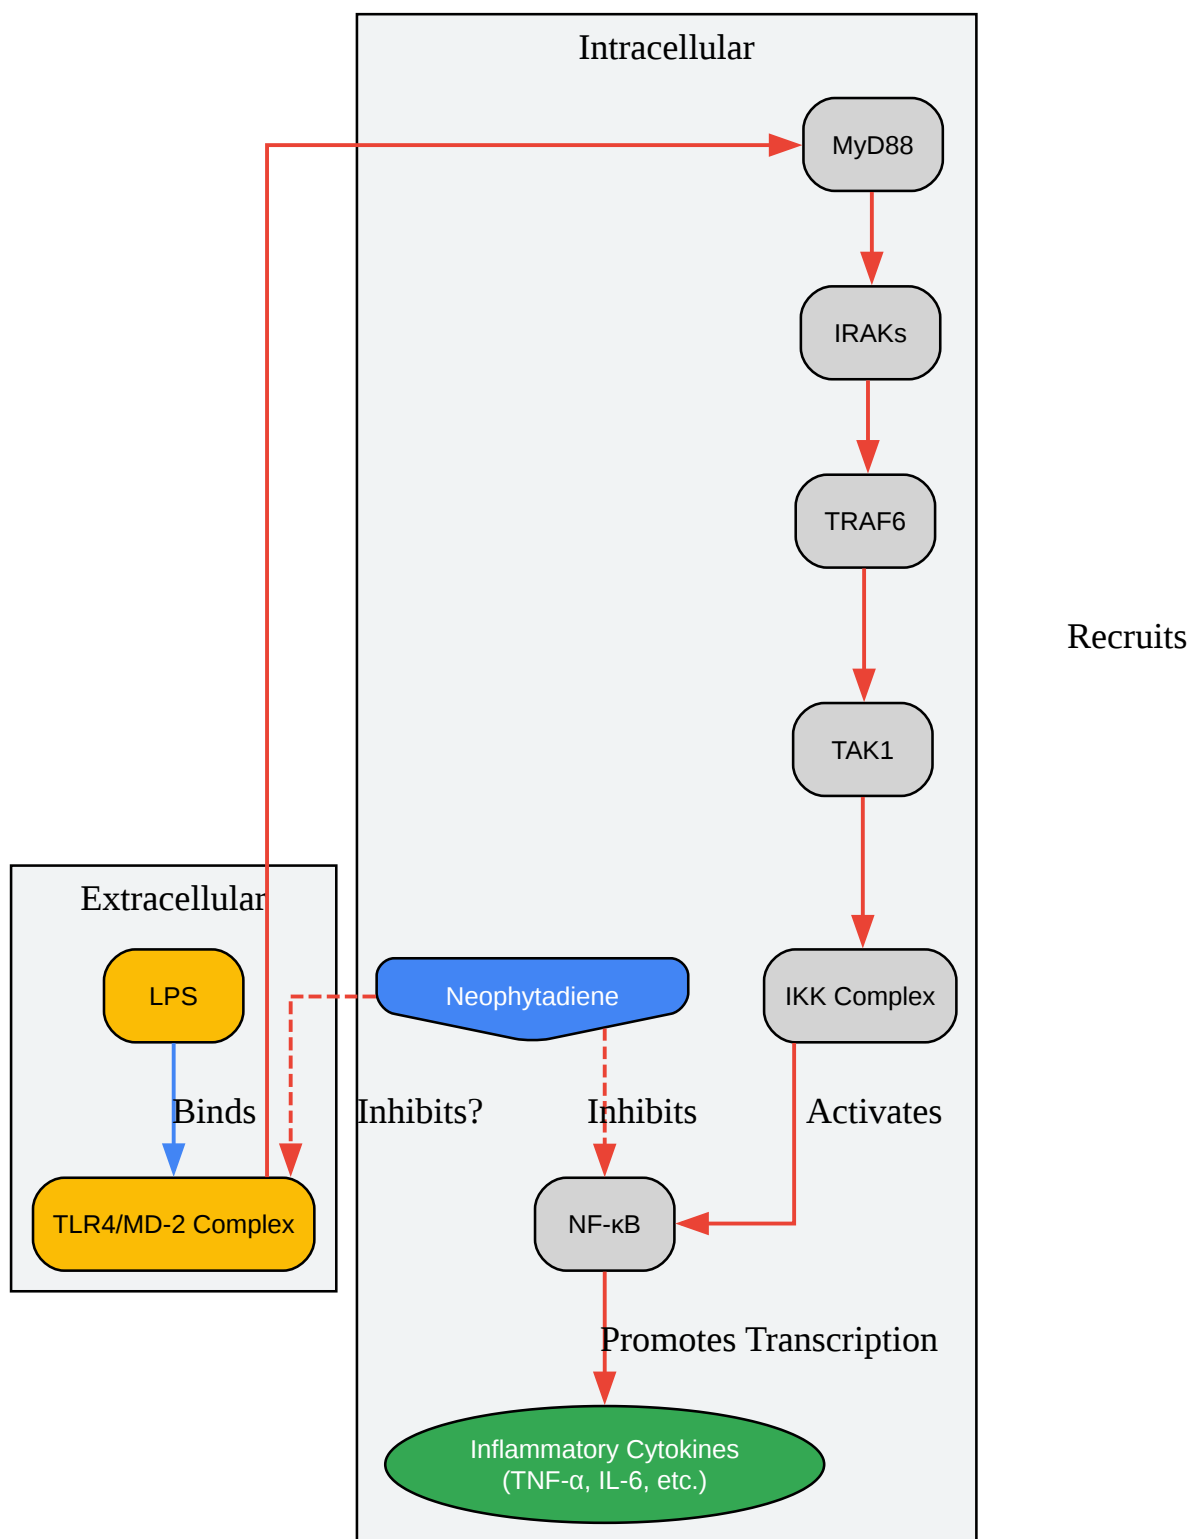 Intracellular
MyD88
IRAKs
TRAF6
Recruits
TAK1
Extracellular
LPS
Neophytadiene
IKK Complex
Binds
Inhibits?
Inhibits
Activates
TLR4/MD-2 Complex
NF-κB
Promotes Transcription
Inflammatory Cytokines
(TNF-α, IL-6, etc.)